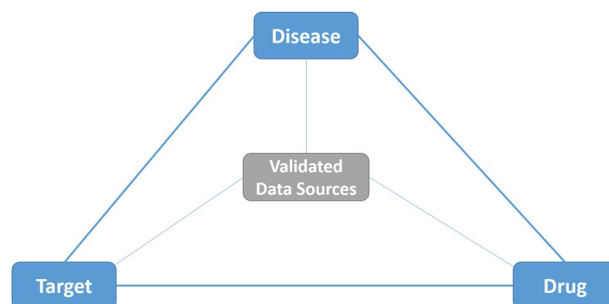 Disease
Validated
Data Sources
Target
Drug